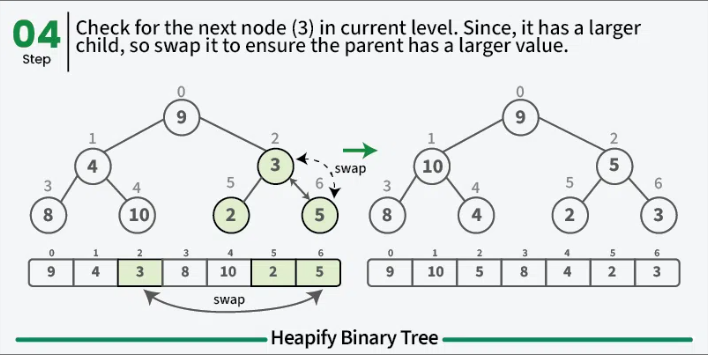 04
Step
Check for the next node (3) in current level. Since, it has a larger
child, so swap it to ensure the parent has a larger value.
0
9
1
4
2
3
swap
3
8
4
10
5
2
6
5
0 1 2 3 4 5 6
9 4 3 8 10 2 5
swap
0
9
1
10
2
5
3
8
4
4
5
2
6
3
0 1 2 3 4 5 6
9 10 5 8 4 2 3
Heapify Binary Tree